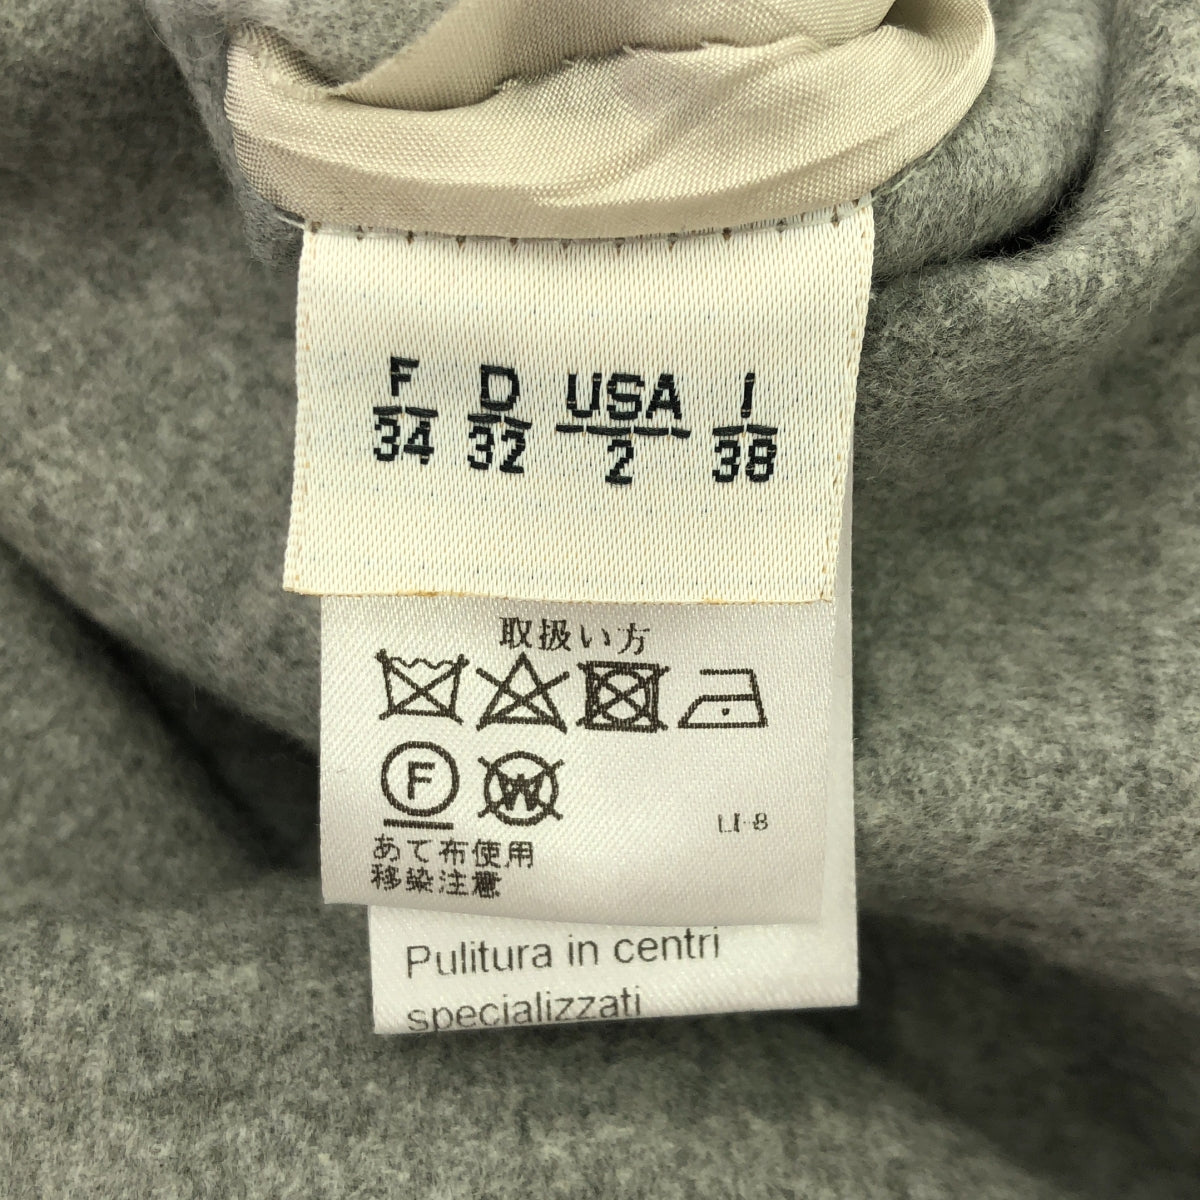 F D USA I
34 32 2 38
取扱い方
F W
LI-8
あて布使用
移染注意
Pulitura in centri
specializzati